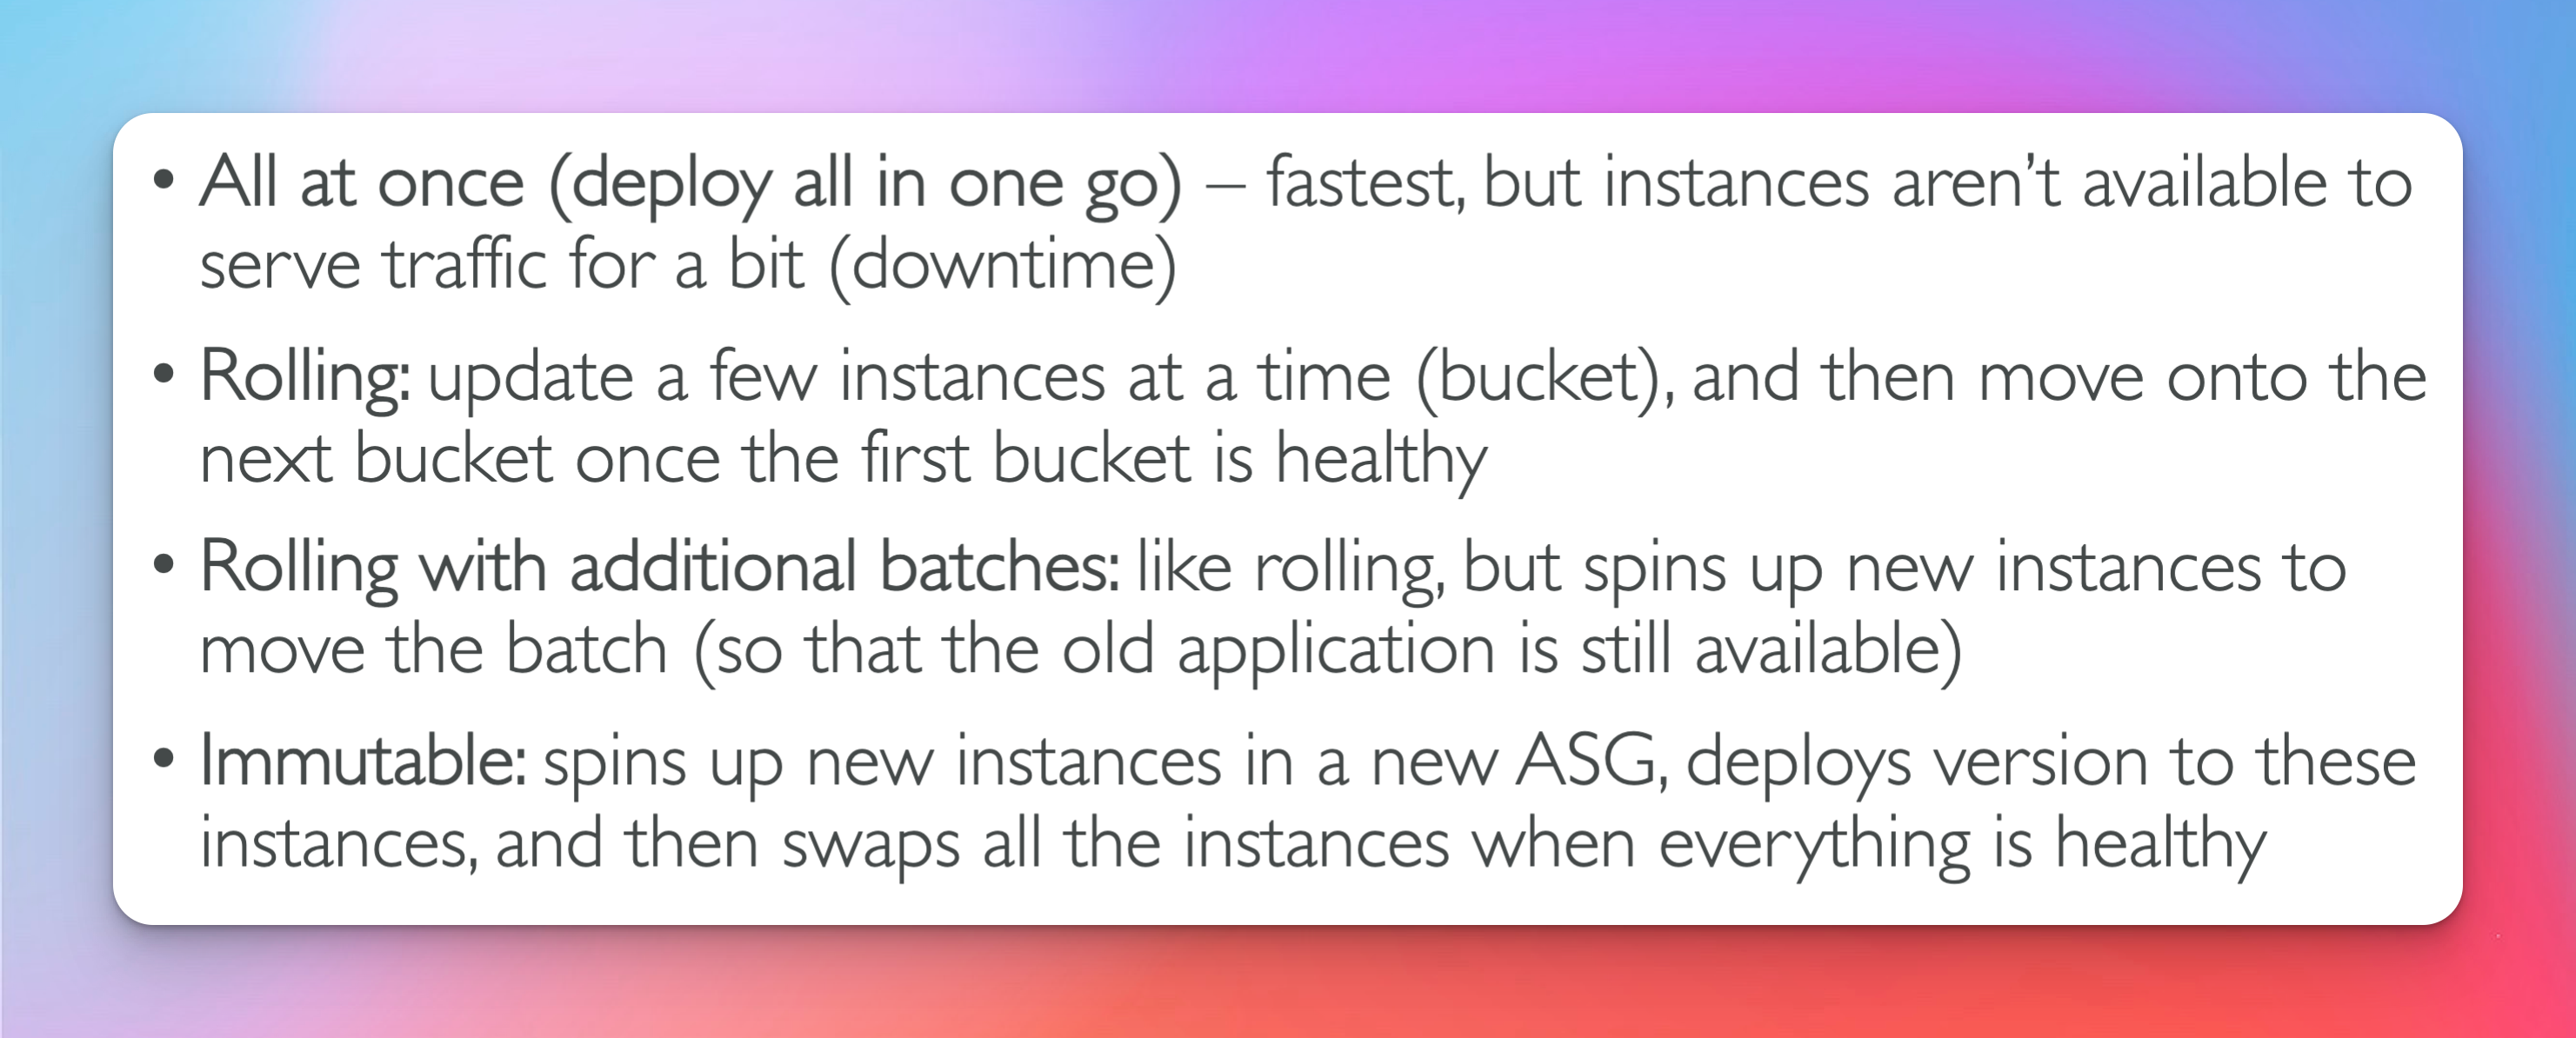 • All at once (deploy all in one go) – fastest, but instances aren’t available to
serve traffic for a bit (downtime)
• Rolling: update a few instances at a time (bucket), and then move onto the
next bucket once the first bucket is healthy
• Rolling with additional batches: like rolling, but spins up new instances to
move the batch (so that the old application is still available)
• Immutable: spins up new instances in a new ASG, deploys version to these
instances, and then swaps all the instances when everything is healthy